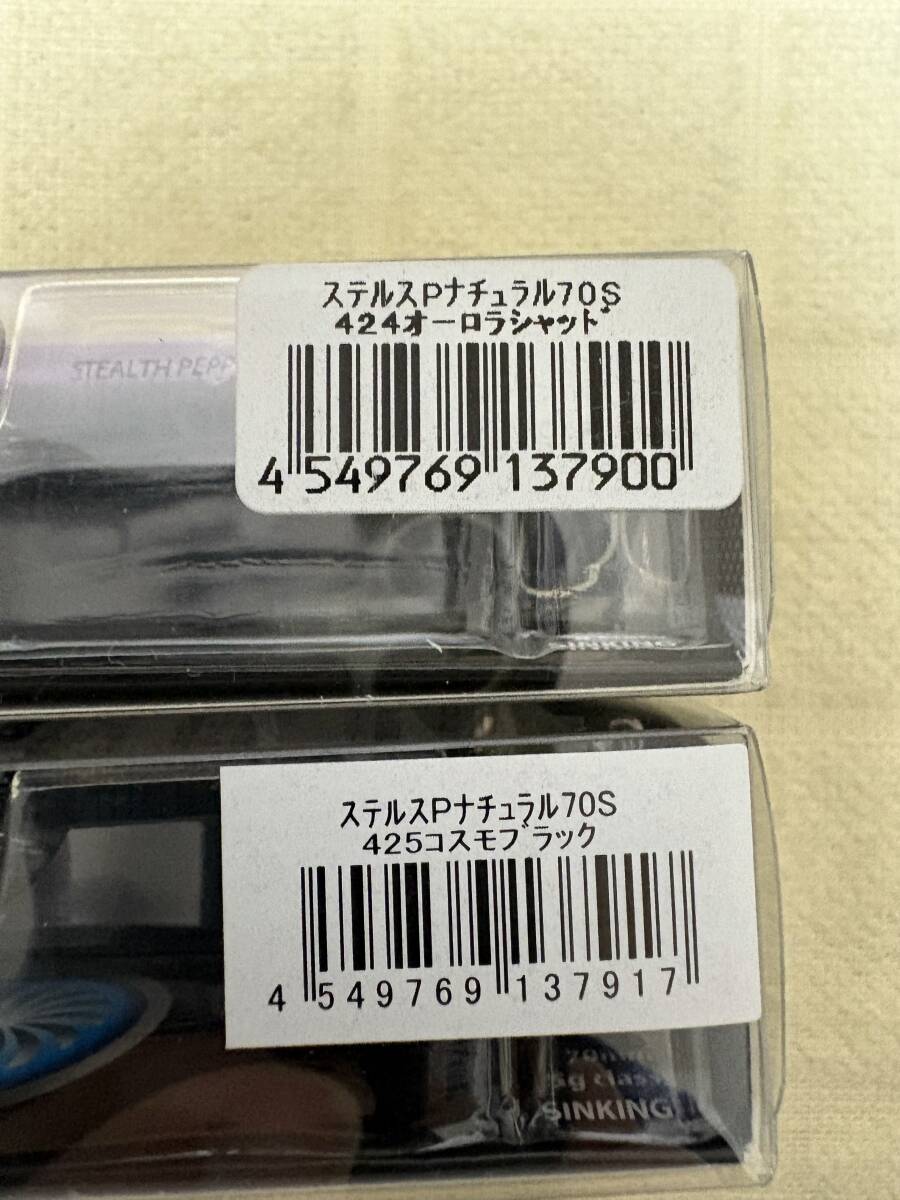 ｽﾃﾙｽPﾅﾁｭﾗﾙ70S
424ｵｰﾛﾗｼｬｯﾄﾞ
STEALTH PEPP
4 549769 137900
SINKING
ｽﾃﾙｽPﾅﾁｭﾗﾙ70S
425ｺｽﾓﾌﾞﾗｯｸ
4 549769 137917
SINKING